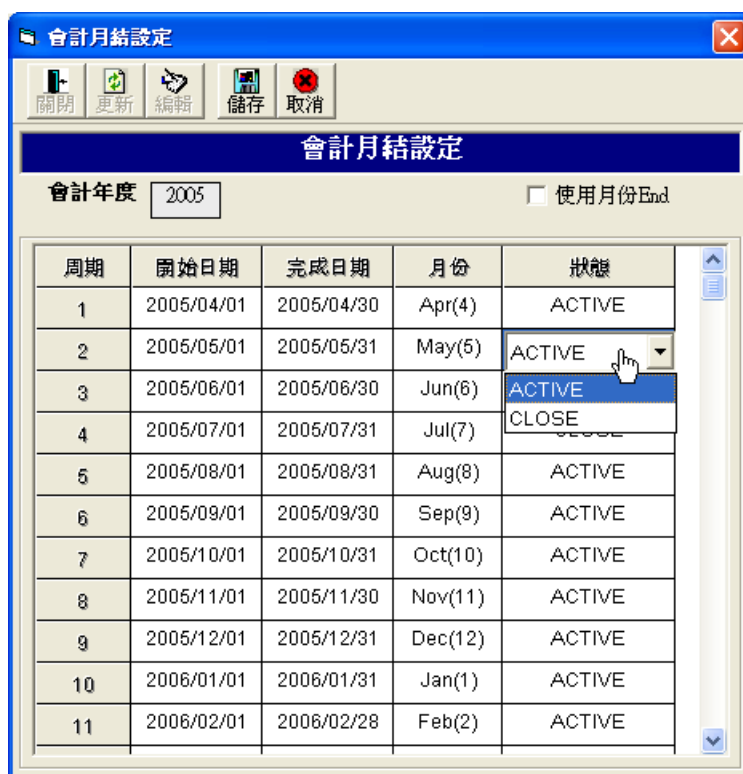 會計月結設定
關閉 更新 編輯 儲存 取消
會計月結設定
會計年度 2005 使用月份End
周期 開始日期 完成日期 月份 狀態
1 2005/04/01 2005/04/30 Apr(4) ACTIVE
2 2005/05/01 2005/05/31 May(5) ACTIVE
3 2005/06/01 2005/06/30 Jun(6) ACTIVE
CLOSE
4 2005/07/01 2005/07/31 Jul(7)
5 2005/08/01 2005/08/31 Aug(8) ACTIVE
6 2005/09/01 2005/09/30 Sep(9) ACTIVE
7 2005/10/01 2005/10/31 Oct(10) ACTIVE
8 2005/11/01 2005/11/30 Nov(11) ACTIVE
9 2005/12/01 2005/12/31 Dec(12) ACTIVE
10 2006/01/01 2006/01/31 Jan(1) ACTIVE
11 2006/02/01 2006/02/28 Feb(2) ACTIVE